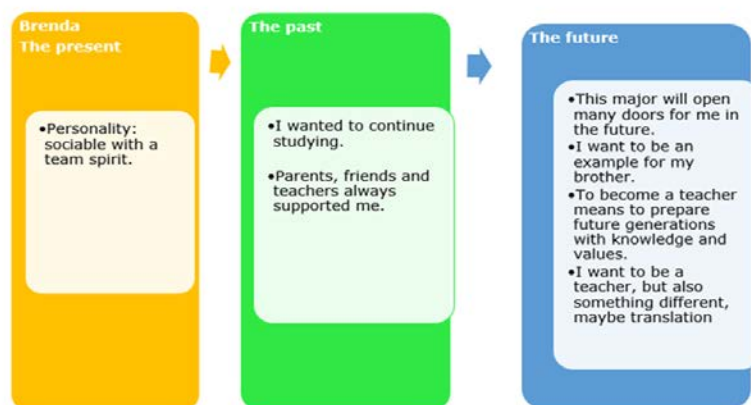 Brenda
The present
•Personality:
sociable with a
team spirit.
The past
•I wanted to continue
studying.
•Parents, friends and
teachers always
supported me.
The future
•This major will open
many doors for me in
the future.
•I want to be an
example for my
brother.
•To become a teacher
means to prepare
future generations
with knowledge and
values.
•I want to be a
teacher, but also
something different,
maybe translation